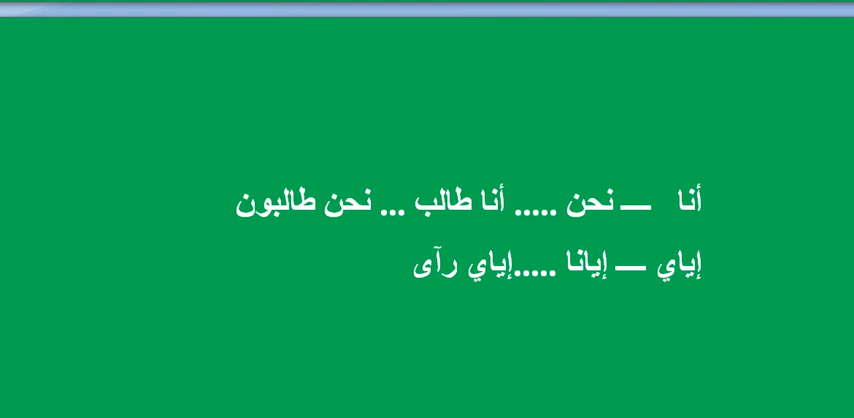 أنا — نحن ..... أنا طالب ... نحن طالبون
إياي — إيانا .....إياي رآى